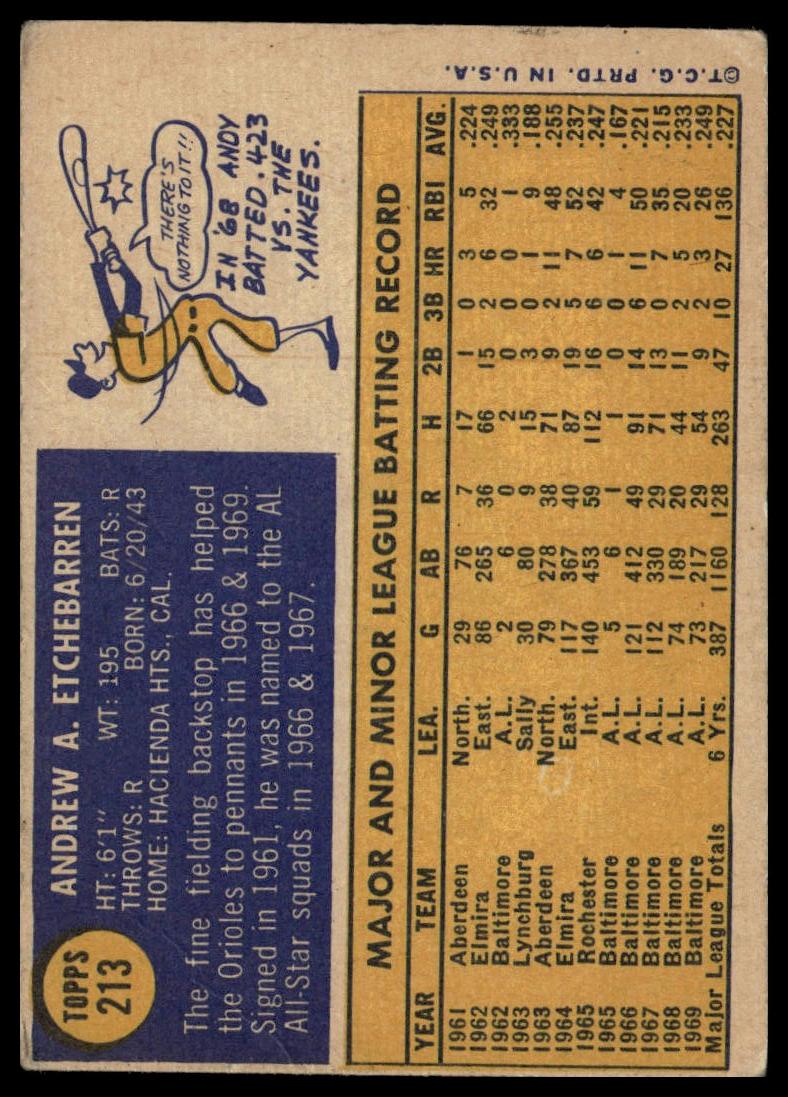 TOPPS
213
ANDREW A. ETCHEBARREN
HT: 6'1" WT: 195 BATS: R
THROWS: R BORN: 6/20/43
HOME: HACIENDA HTS., CAL.
The fine fielding backstop has helped
the Orioles to pennants in 1966 & 1969.
Signed in 1961, he was named to the AL
All-Star squads in 1966 & 1967.
THERE'S
NOTHING TO IT!!
IN '68 ANDY
BATTED .423
VS. THE
YANKEES.
MAJOR AND MINOR LEAGUE BATTING RECORD
YEAR TEAM LEA. G AB R H 2B 3B HR RBI AVG.
1961 Aberdeen North. 29 76 7 17 1 0 3 5 .224
1962 Elmira East. 86 265 36 66 15 2 6 32 .249
1962 Baltimore A.L. 2 6 0 2 0 0 0 1 .333
1963 Lynchburg Sally 30 80 9 15 3 0 1 9 .188
1963 Aberdeen North. 79 278 38 71 9 2 11 48 .255
1964 Elmira East. 117 367 40 87 19 5 7 52 .237
1965 Rochester Int. 140 453 59 112 16 6 6 42 .247
1965 Baltimore A.L. 5 6 1 1 0 0 1 4 .167
1966 Baltimore A.L. 121 412 49 91 14 6 11 50 .221
1967 Baltimore A.L. 112 330 29 71 13 0 7 35 .215
1968 Baltimore A.L. 74 189 20 44 11 2 5 20 .233
1969 Baltimore A.L. 73 217 29 54 9 2 3 26 .249
Major League Totals 6 Yrs. 387 1160 128 263 47 10 27 136 .227
©T.C.G. PRTD. IN U.S.A.